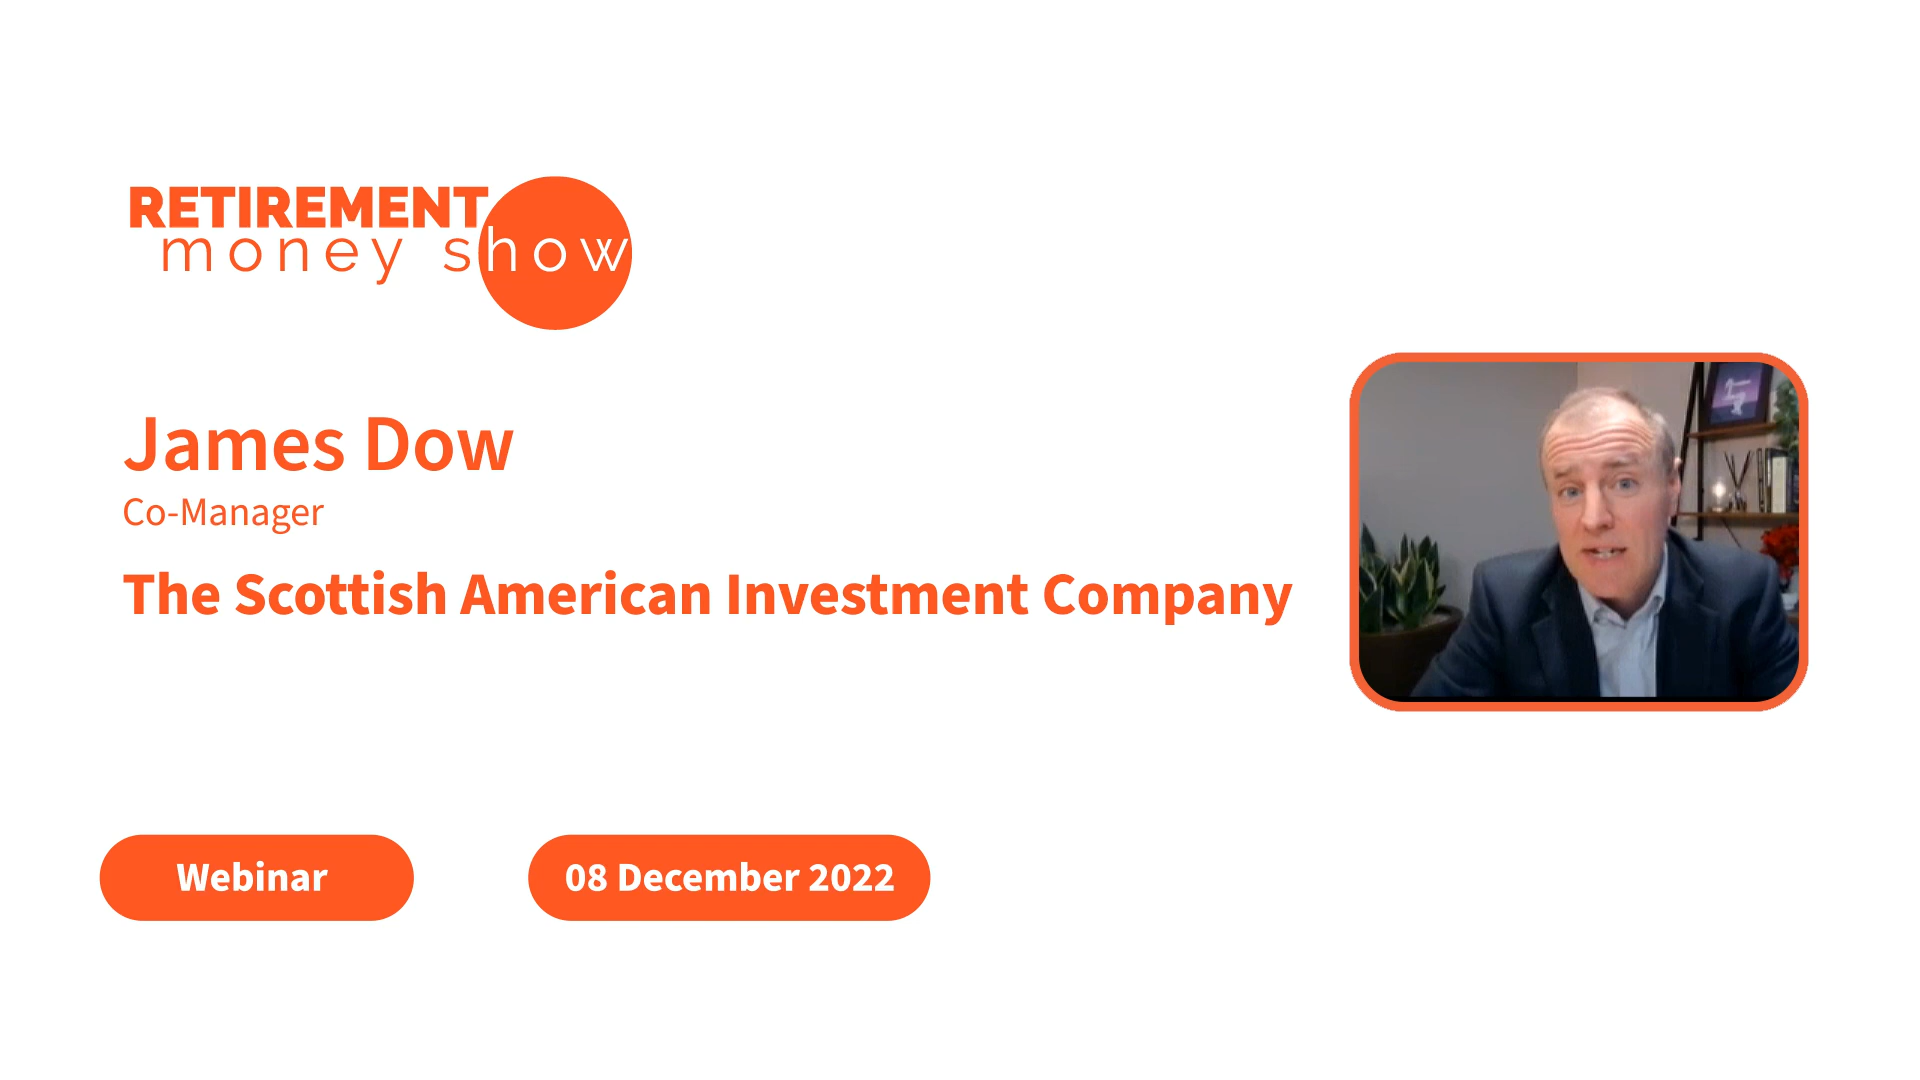 RETIREMENT
money show
James Dow
Co-Manager
The Scottish American Investment Company
Webinar
08 December 2022